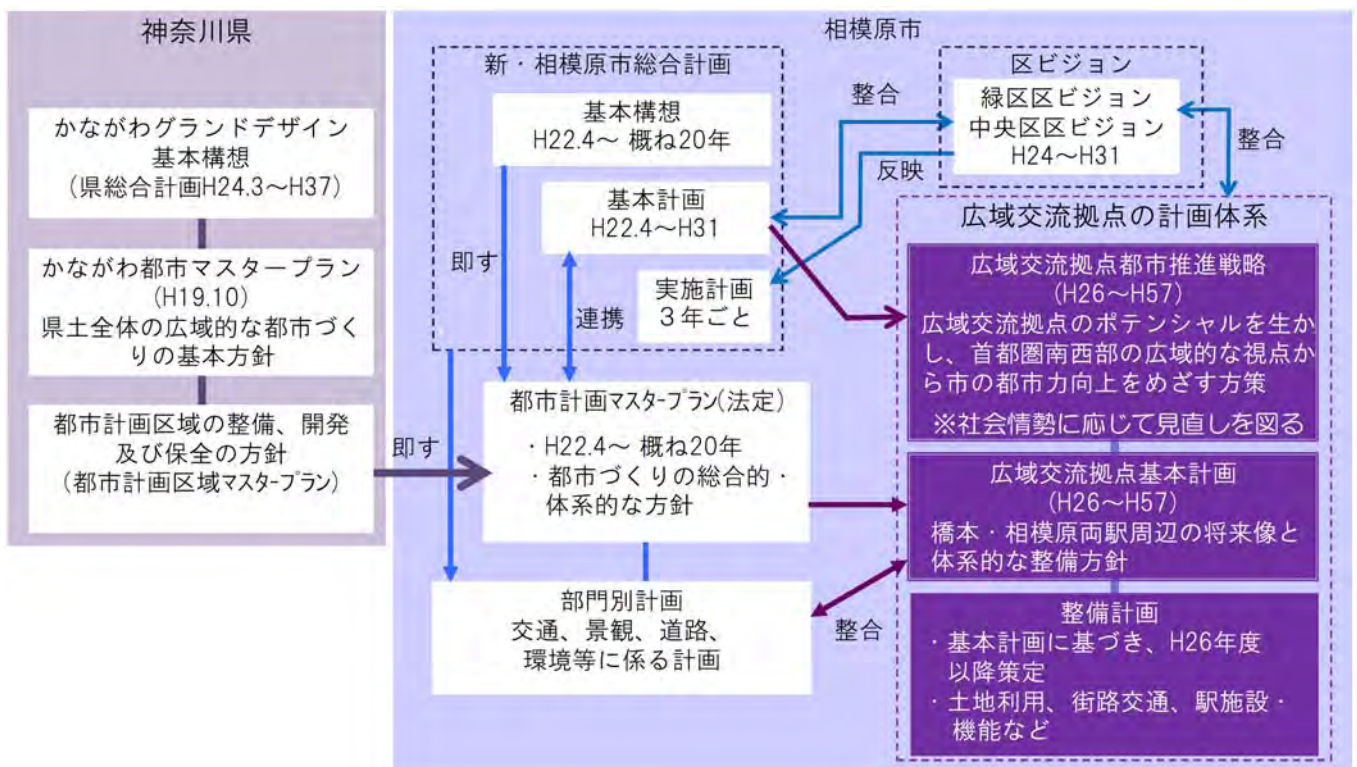 神奈川県
かながわグランドデザイン
基本構想
(県総合計画H24.3～H37)
かながわ都市マスタープラン
(H19.10)
県土全体の広域的な都市づく
りの基本方針
都市計画区域の整備、開発
及び保全の方針
(都市計画区域マスタープラン)
即す
相模原市
新・相模原市総合計画
基本構想
H22.4～ 概ね20年
基本計画
H22.4～H31
実施計画
３年ごと
即す
連携
整合
反映
区ビジョン
緑区区ビジョン
中央区区ビジョン
H24～H31
整合
都市計画マスタープラン(法定)
・H22.4～ 概ね20年
・都市づくりの総合的・
体系的な方針
部門別計画
交通、景観、道路、
環境等に係る計画
整合
広域交流拠点の計画体系
広域交流拠点都市推進戦略
(H26～H57)
広域交流拠点のポテンシャルを生か
し、首都圏南西部の広域的な視点か
ら市の都市力向上をめざす方策
※社会情勢に応じて見直しを図る
広域交流拠点基本計画
(H26～H57)
橋本・相模原両駅周辺の将来像と
体系的な整備方針
整備計画
・基本計画に基づき、H26年度
以降策定
・土地利用、街路交通、駅施設・
機能など